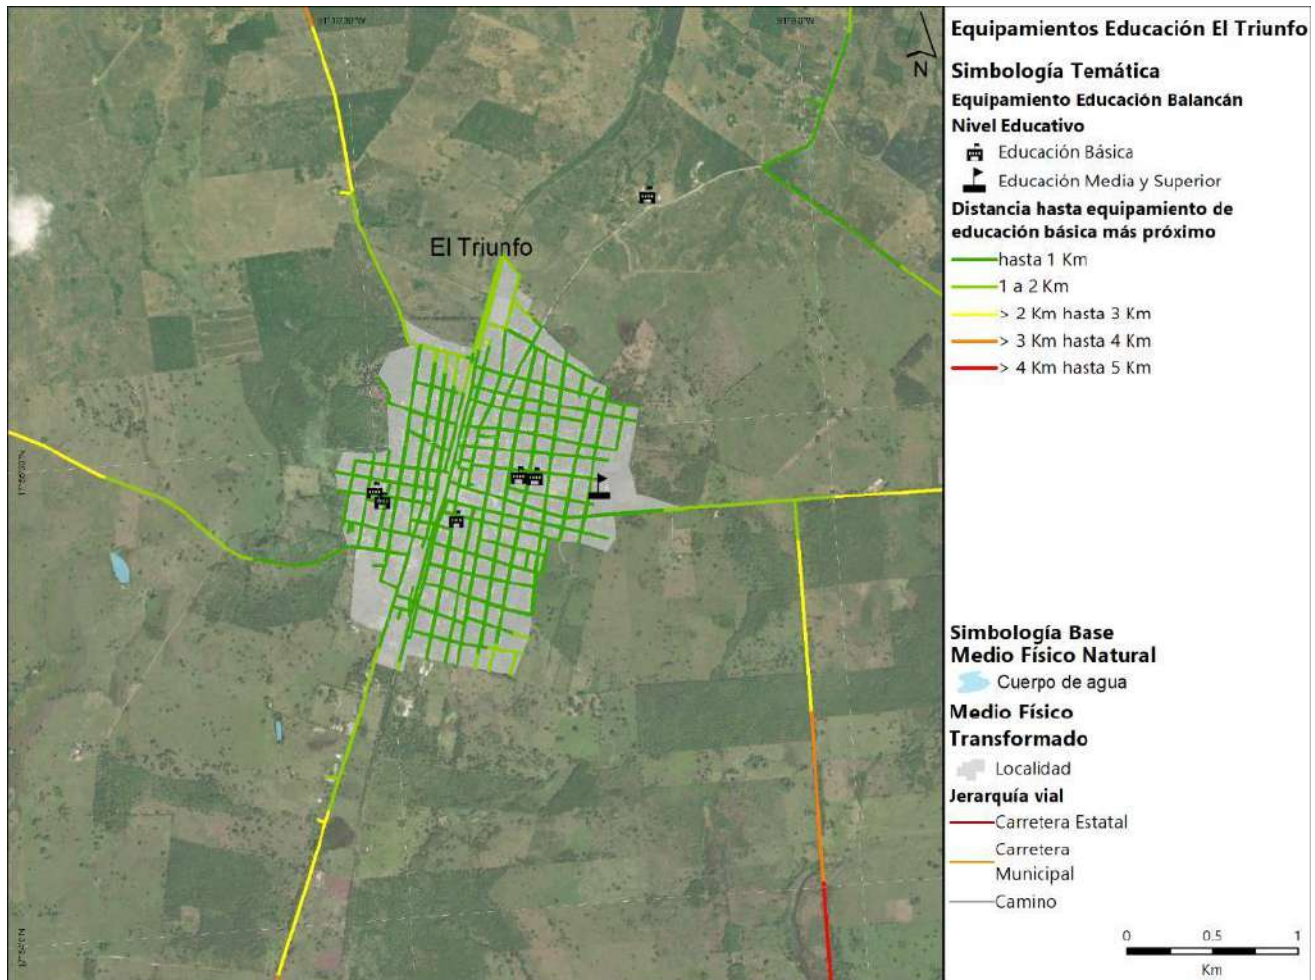 Equipamientos Educación El Triunfo
Simbología Temática
Equipamiento Educación Balancán
Nivel Educativo
Educación Básica
Educación Media y Superior
Distancia hasta equipamiento de
educación básica más próximo
hasta 1 Km
1 a 2 Km
> 2 Km hasta 3 Km
> 3 Km hasta 4 Km
> 4 Km hasta 5 Km
Simbología Base
Medio Físico Natural
Cuerpo de agua
Medio Físico
Transformado
Localidad
Jerarquía vial
Carretera Estatal
Carretera
Municipal
Camino
0 0.5 1
Km
N
El Triunfo